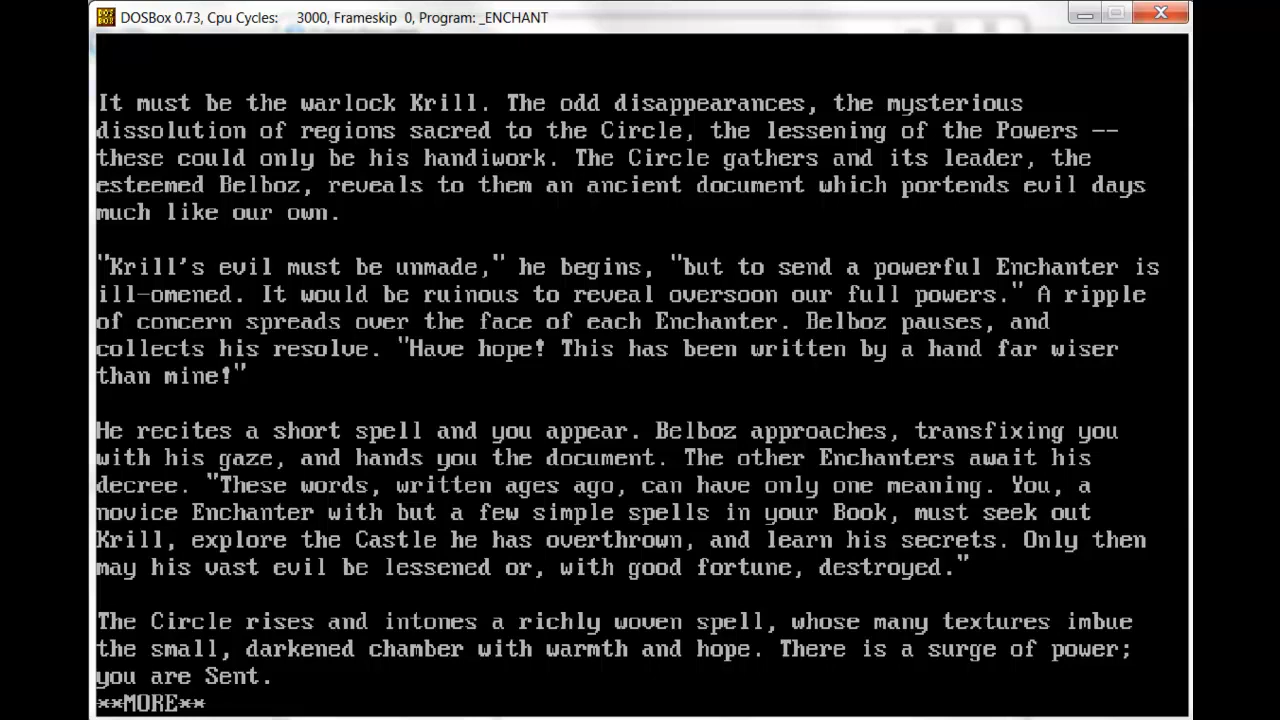 DOSBox 0.73, Cpu Cycles: 3000, Frameskip 0, Program: _ENCHANT
It must be the warlock Krill. The odd disappearances, the mysterious
dissolution of regions sacred to the Circle, the lessening of the Powers --
these could only be his handiwork. The Circle gathers and its leader, the
esteemed Belboz, reveals to them an ancient document which portends evil days
much like our own.
"Krill's evil must be unmade," he begins, "but to send a powerful Enchanter is
ill-omened. It would be ruinous to reveal oversoon our full powers." A ripple
of concern spreads over the face of each Enchanter. Belboz pauses, and
collects his resolve. "Have hope! This has been written by a hand far wiser
than mine!"
He recites a short spell and you appear. Belboz approaches, transfixing you
with his gaze, and hands you the document. The other Enchanters await his
decree. "These words, written ages ago, can have only one meaning. You, a
novice Enchanter with but a few simple spells in your Book, must seek out
Krill, explore the Castle he has overthrown, and learn his secrets. Only then
may his vast evil be lessened or, with good fortune, destroyed."
The Circle rises and intones a richly woven spell, whose many textures imbue
the small, darkened chamber with warmth and hope. There is a surge of power;
you are Sent.
**MORE**